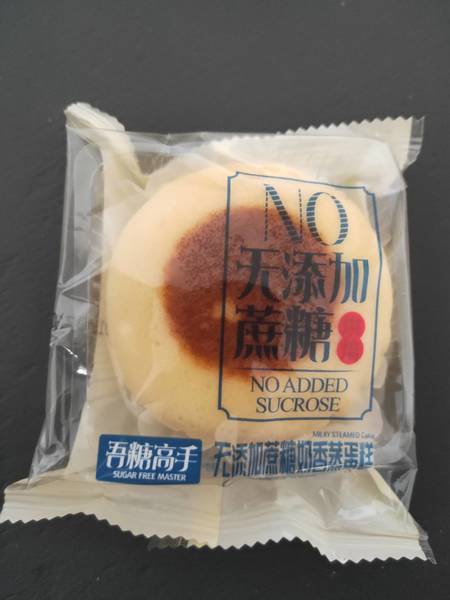 NO
无添加
蔗糖
NO ADDED
SUCROSE
MILKY STEAMED Cake
吾糖高手
SUGAR FREE MASTER
无添加蔗糖奶香蒸蛋糕